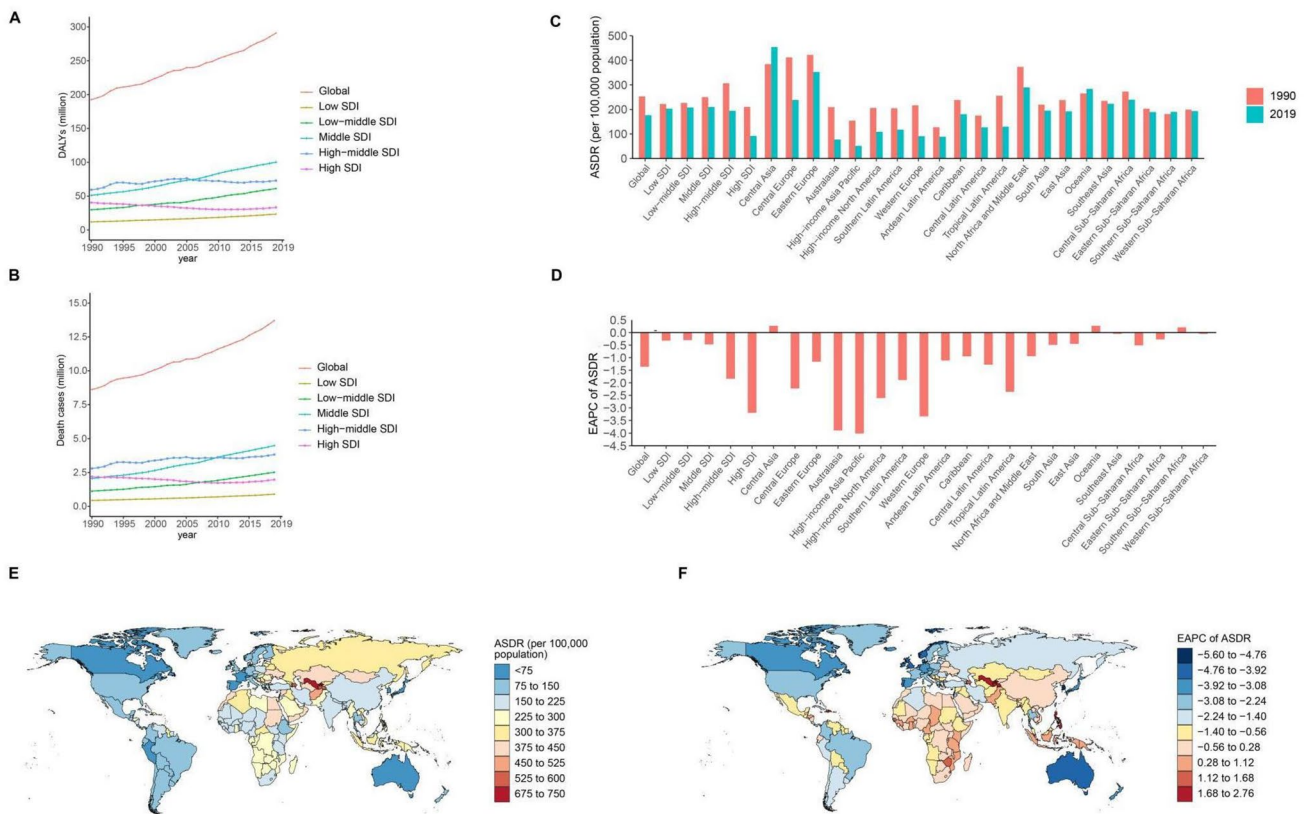 A
300
250
200
150
100
50
0
DALYs (million)
1990
1995
2000
2005
2010
2015
2019
year
Global
Low SDI
Low−middle SDI
Middle SDI
High−middle SDI
High SDI
B
15.0
12.5
10.0
7.5
5.0
2.5
0.0
Death cases (million)
1990
1995
2000
2005
2010
2015
2019
year
Global
Low SDI
Low−middle SDI
Middle SDI
High−middle SDI
High SDI
C
500
400
300
200
100
0
ASDR (per 100,000 population)
Global
Low SDI
Low−middle SDI
Middle SDI
High−middle SDI
High SDI
Central Asia
Central Europe
Eastern Europe
Australasia
High−income Asia Pacific
High−income North America
Southern Latin America
Western Europe
Andean Latin America
Caribbean
Central Latin America
Tropical Latin America
North Africa and Middle East
South Asia
East Asia
Oceania
Southeast Asia
Central Sub−Saharan Africa
Eastern Sub−Saharan Africa
Southern Sub−Saharan Africa
Western Sub−Saharan Africa
1990
2019
D
0.5
0.0
−0.5
−1.0
−1.5
−2.0
−2.5
−3.0
−3.5
−4.0
−4.5
EAPC of ASDR
Global
Low SDI
Low−middle SDI
Middle SDI
High−middle SDI
High SDI
Central Asia
Central Europe
Eastern Europe
Australasia
High−income Asia Pacific
High−income North America
Southern Latin America
Western Europe
Andean Latin America
Caribbean
Central Latin America
Tropical Latin America
North Africa and Middle East
South Asia
East Asia
Oceania
Southeast Asia
Central Sub−Saharan Africa
Eastern Sub−Saharan Africa
Southern Sub−Saharan Africa
Western Sub−Saharan Africa
E
ASDR (per 100,000
population)
<75
75 to 150
150 to 225
225 to 300
300 to 375
375 to 450
450 to 525
525 to 600
675 to 750
F
EAPC of ASDR
−5.60 to −4.76
−4.76 to −3.92
−3.92 to −3.08
−3.08 to −2.24
−2.24 to −1.40
−1.40 to −0.56
−0.56 to 0.28
0.28 to 1.12
1.12 to 1.68
1.68 to 2.76